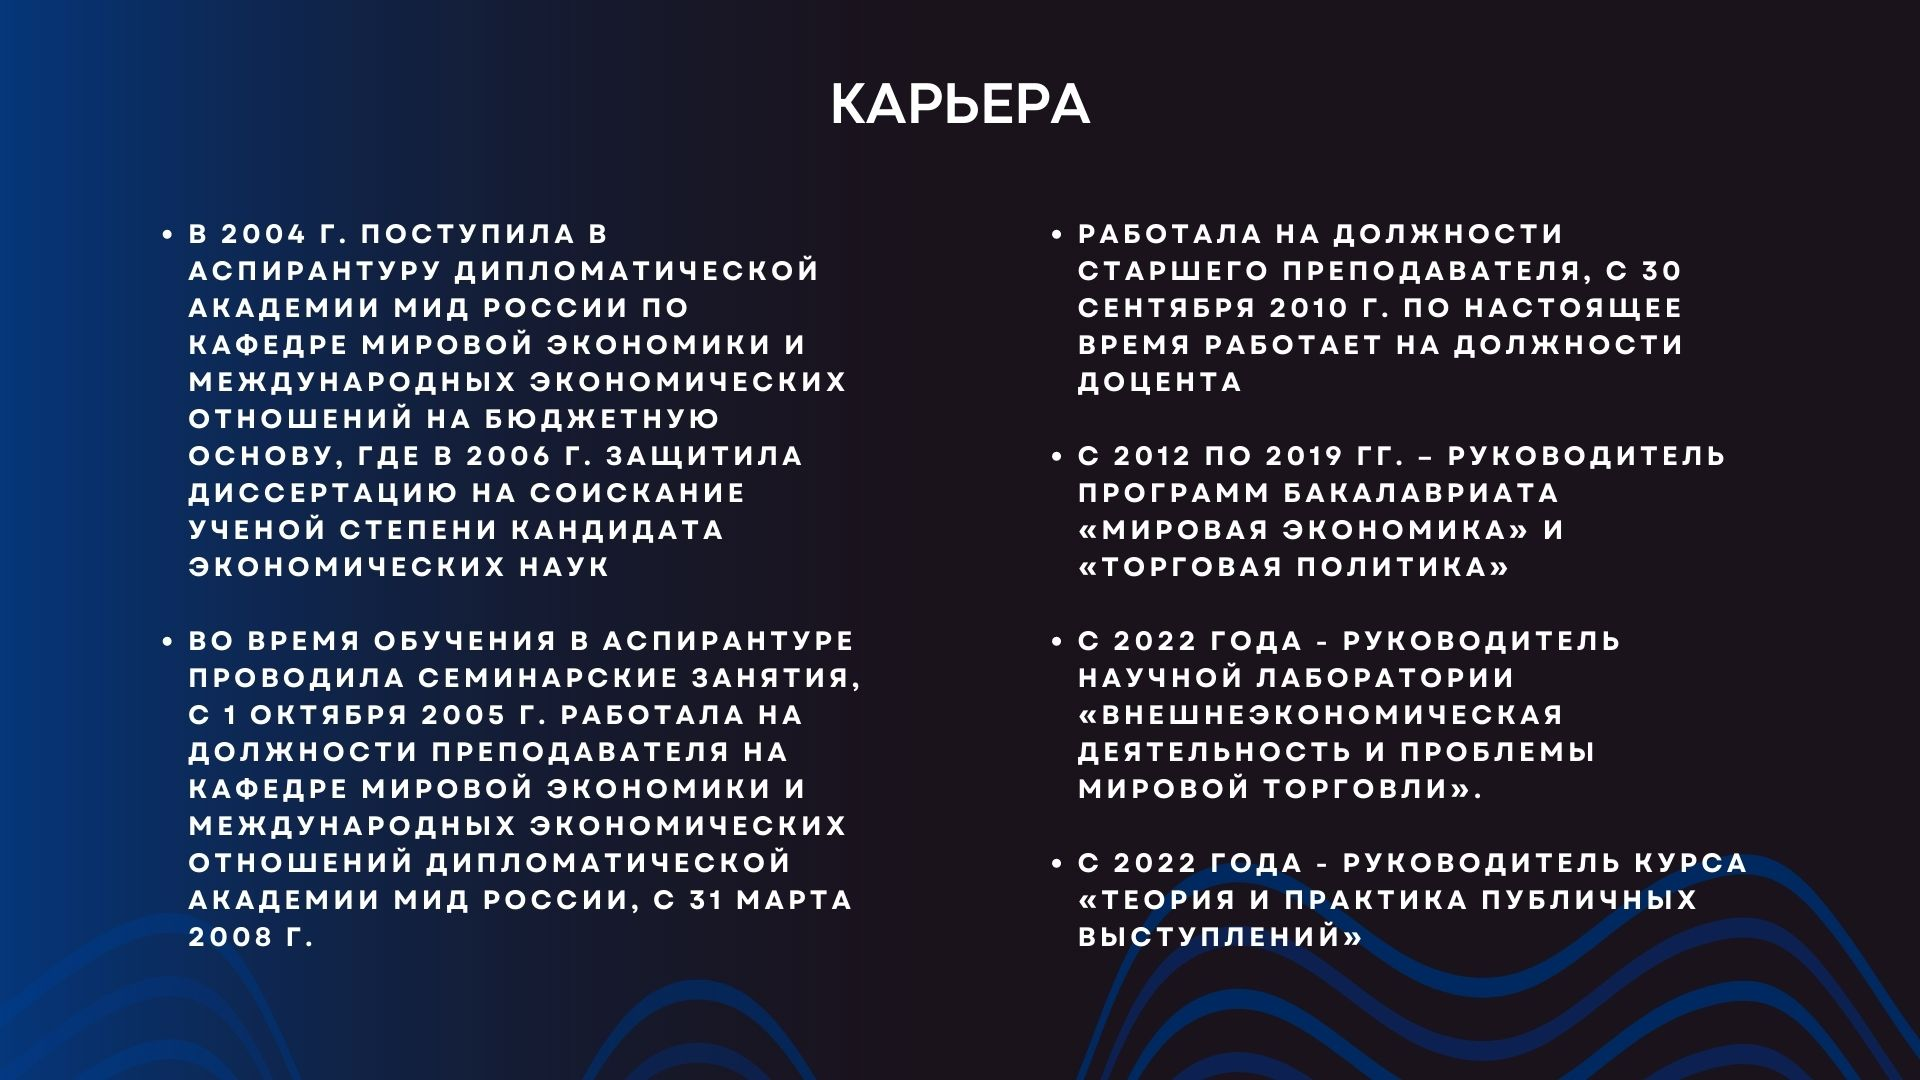 КАРЬЕРА
• В 2004 Г. ПОСТУПИЛА В
АСПИРАНТУРУ ДИПЛОМАТИЧЕСКОЙ
АКАДЕМИИ МИД РОССИИ ПО
КАФЕДРЕ МИРОВОЙ ЭКОНОМИКИ И
МЕЖДУНАРОДНЫХ ЭКОНОМИЧЕСКИХ
ОТНОШЕНИЙ НА БЮДЖЕТНУЮ
ОСНОВУ, ГДЕ В 2006 Г. ЗАЩИТИЛА
ДИССЕРТАЦИЮ НА СОИСКАНИЕ
УЧЕНОЙ СТЕПЕНИ КАНДИДАТА
ЭКОНОМИЧЕСКИХ НАУК
• ВО ВРЕМЯ ОБУЧЕНИЯ В АСПИРАНТУРЕ
ПРОВОДИЛА СЕМИНАРСКИЕ ЗАНЯТИЯ,
С 1 ОКТЯБРЯ 2005 Г. РАБОТАЛА НА
ДОЛЖНОСТИ ПРЕПОДАВАТЕЛЯ НА
КАФЕДРЕ МИРОВОЙ ЭКОНОМИКИ И
МЕЖДУНАРОДНЫХ ЭКОНОМИЧЕСКИХ
ОТНОШЕНИЙ ДИПЛОМАТИЧЕСКОЙ
АКАДЕМИИ МИД РОССИИ, С 31 МАРТА
2008 Г.
• РАБОТАЛА НА ДОЛЖНОСТИ
СТАРШЕГО ПРЕПОДАВАТЕЛЯ, С 30
СЕНТЯБРЯ 2010 Г. ПО НАСТОЯЩЕЕ
ВРЕМЯ РАБОТАЕТ НА ДОЛЖНОСТИ
ДОЦЕНТА
• С 2012 ПО 2019 ГГ. – РУКОВОДИТЕЛЬ
ПРОГРАММ БАКАЛАВРИАТА
«МИРОВАЯ ЭКОНОМИКА» И
«ТОРГОВАЯ ПОЛИТИКА»
• С 2022 ГОДА - РУКОВОДИТЕЛЬ
НАУЧНОЙ ЛАБОРАТОРИИ
«ВНЕШНЕЭКОНОМИЧЕСКАЯ
ДЕЯТЕЛЬНОСТЬ И ПРОБЛЕМЫ
МИРОВОЙ ТОРГОВЛИ».
• С 2022 ГОДА - РУКОВОДИТЕЛЬ КУРСА
«ТЕОРИЯ И ПРАКТИКА ПУБЛИЧНЫХ
ВЫСТУПЛЕНИЙ»